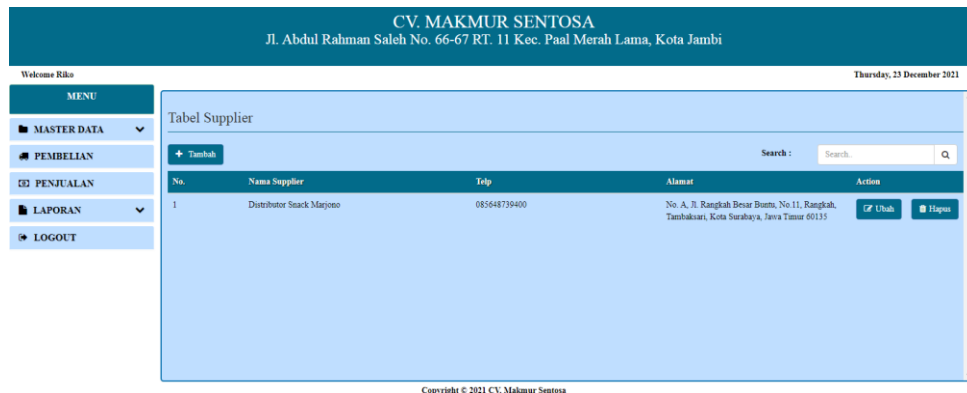 CV. MAKMUR SENTOSA
Jl. Abdul Rahman Saleh No. 66-67 RT. 11 Kec. Paal Merah Lama, Kota Jambi
Welcome Riko
Thursday, 23 December 2021
MENU
MASTER DATA
PEMBELIAN
PENJUALAN
LAPORAN
LOGOUT
Tabel Supplier
Tambah
Search :
Search..
No. Nama Supplier Telp Alamat Action
1 Distributor Snack Marjono 085648739400 No. A, Jl. Rangkah Besar Buntu, No.11, Rangkah,
Tambaksari, Kota Surabaya, Jawa Timur 60135
Ubah
Hapus
Copyright © 2021 CV. Makmur Sentosa